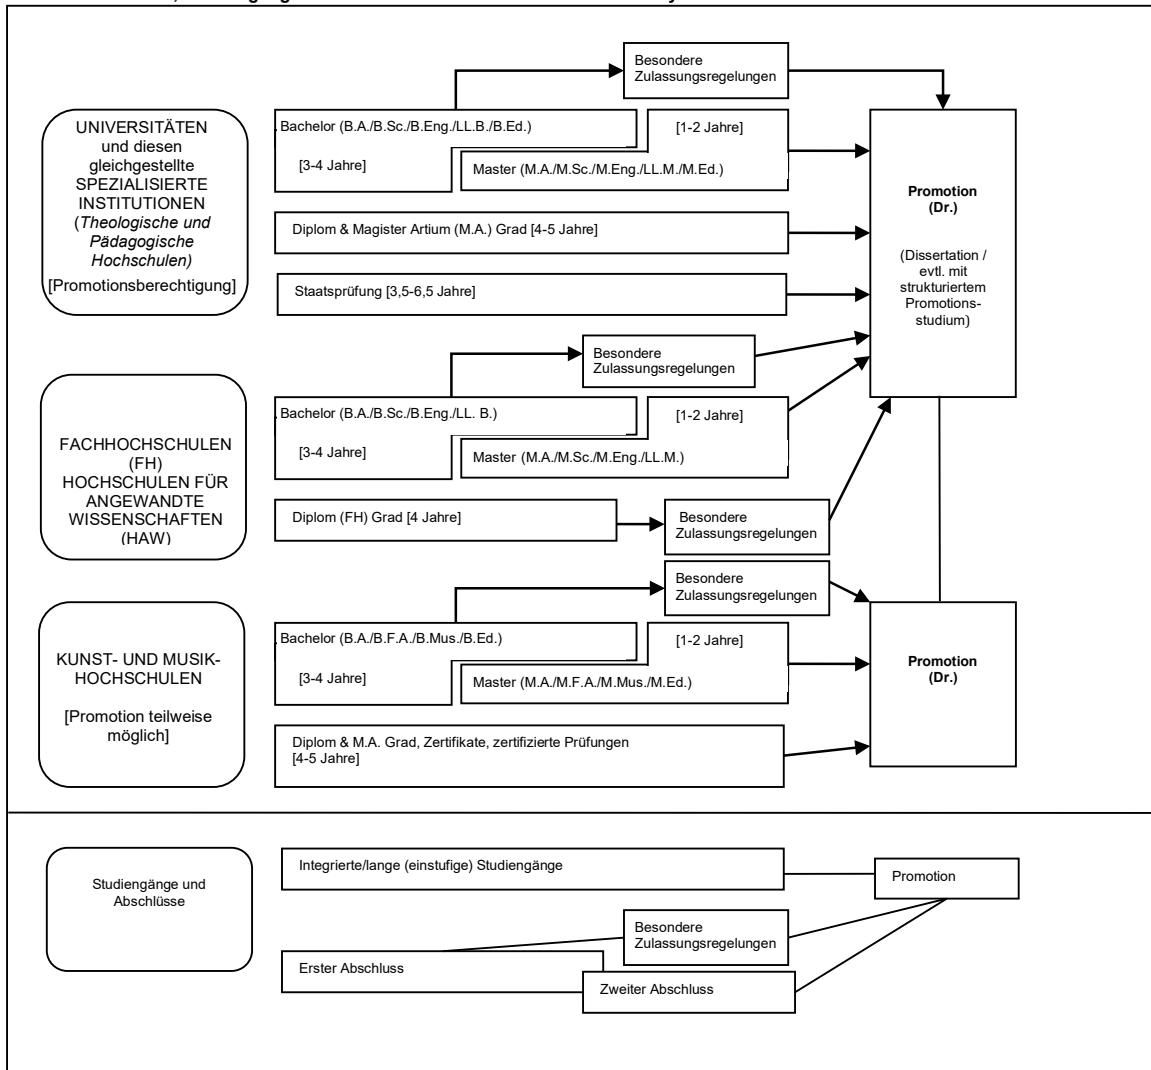 Besondere
Zulassungsregelungen
UNIVERSITÄTEN
und diesen
gleichgestellte
SPEZIALISIERTE
INSTITUTIONEN
(Theologische und
Pädagogische
Hochschulen)
[Promotionsberechtigung]
Bachelor (B.A./B.Sc./B.Eng./LL.B./B.Ed.)
[3-4 Jahre]
[1-2 Jahre]
Master (M.A./M.Sc./M.Eng./LL.M./M.Ed.)
Diplom & Magister Artium (M.A.) Grad [4-5 Jahre]
Staatsprüfung [3,5-6,5 Jahre]
Promotion
(Dr.)
(Dissertation /
evtl. mit
strukturiertem
Promotions-
studium)
Besondere
Zulassungsregelungen
FACHHOCHSCHULEN
(FH)
HOCHSCHULEN FÜR
ANGEWANDTE
WISSENSCHAFTEN
(HAW)
Bachelor (B.A./B.Sc./B.Eng./LL. B.)
[3-4 Jahre]
[1-2 Jahre]
Master (M.A./M.Sc./M.Eng./LL.M.)
Diplom (FH) Grad [4 Jahre]
Besondere
Zulassungsregelungen
Besondere
Zulassungsregelungen
KUNST- UND MUSIK-
HOCHSCHULEN
[Promotion teilweise
möglich]
Bachelor (B.A./B.F.A./B.Mus./B.Ed.)
[3-4 Jahre]
[1-2 Jahre]
Master (M.A./M.F.A./M.Mus./M.Ed.)
Diplom & M.A. Grad, Zertifikate, zertifizierte Prüfungen
[4-5 Jahre]
Promotion
(Dr.)
Studiengänge und
Abschlüsse
Integrierte/lange (einstufige) Studiengänge
Promotion
Besondere
Zulassungsregelungen
Erster Abschluss
Zweiter Abschluss